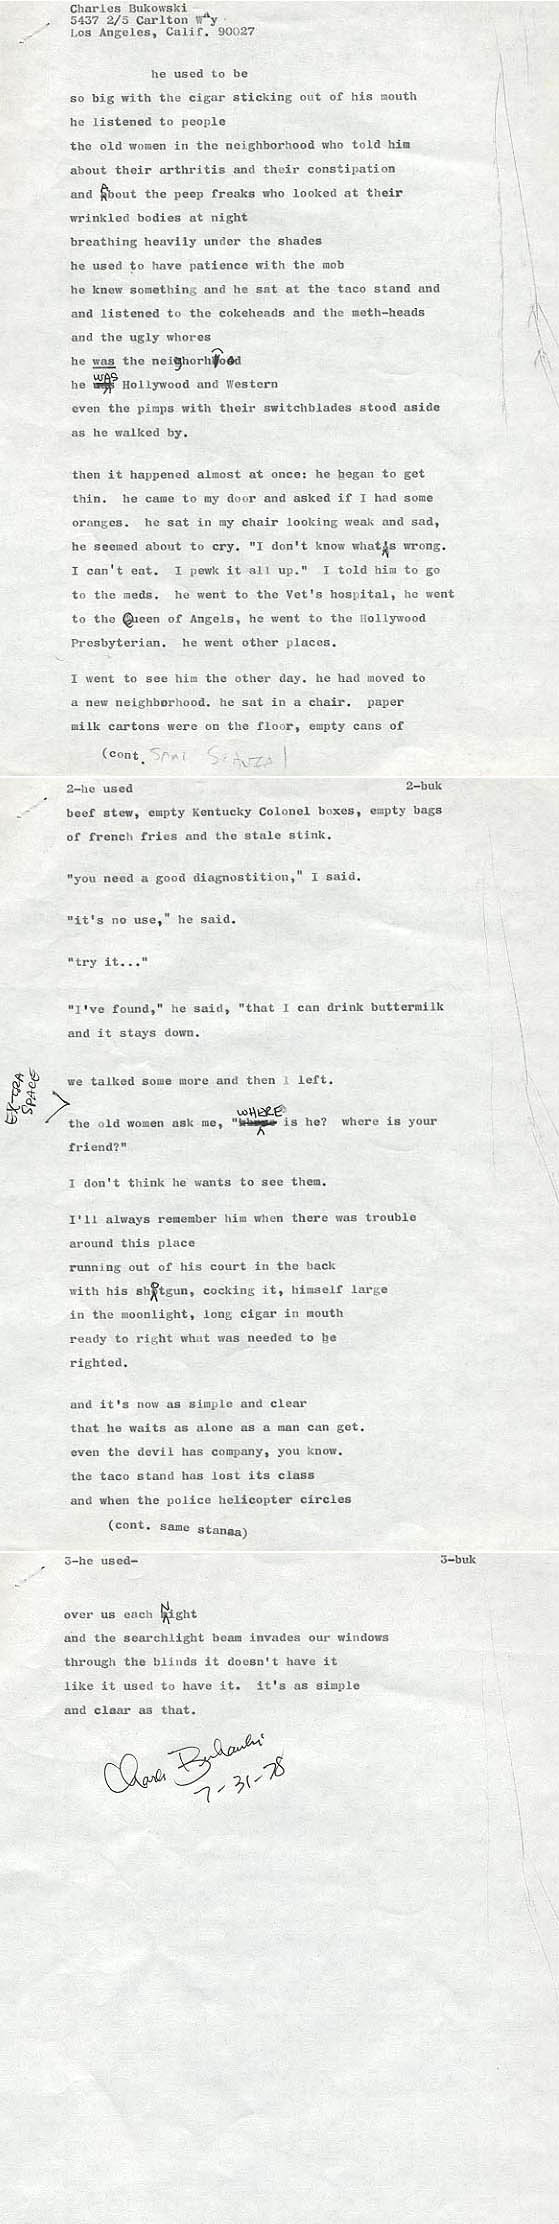 Charles Bukowski
5437 2/5 Carlton Way
Los Angeles, Calif. 90027
he used to be
so big with the cigar sticking out of his mouth
he listened to people
the old women in the neighborhood who told him
about their arthritis and their constipation
and About the peep freaks who looked at their
wrinkled bodies at night
breathing heavily under the shades
he used to have patience with the mob
he knew something and he sat at the taco stand and
and listened to the cokeheads and the meth-heads
and the ugly whores
he was the neighorhood
he WAS Hollywood and Western
even the pimps with their switchblades stood aside
as he walked by.
then it happened almost at once: he began to get
thin. he came to my door and asked if I had some
oranges. he sat in my chair looking weak and sad,
he seemed about to cry. "I don't know what's wrong.
I can't eat. I pewk it all up." I told him to go
to the meds. he went to the Vet's hospital, he went
to the Queen of Angels, he went to the Hollywood
Presbyterian. he went other places.
I went to see him the other day. he had moved to
a new neighborhood. he sat in a chair. paper
milk cartons were on the floor, empty cans of
(cont. SAME STANZA)
2-he used 2-buk
beef stew, empty Kentucky Colonel boxes, empty bags
of french fries and the stale stink.
"you need a good diagnostition," I said.
"it's no use," he said.
"try it..."
"I've found," he said, "that I can drink buttermilk
and it stays down.
we talked some more and then I left.
EXTRA
SPACE
the old women ask me, "WHERE is he? where is your
friend?"
I don't think he wants to see them.
I'll always remember him when there was trouble
around this place
running out of his court in the back
with his shOtgun, cocking it, himself large
in the moonlight, long cigar in mouth
ready to right what was needed to be
righted.
and it's now as simple and clear
that he waits as alone as a man can get.
even the devil has company, you know.
the taco stand has lost its class
and when the police helicopter circles
(cont. same stanaa)
3-he used- 3-buk
over us each Night
and the searchlight beam invades our windows
through the blinds it doesn't have it
like it used to have it. it's as simple
and claar as that.
Charles Bukowski
7-31-78